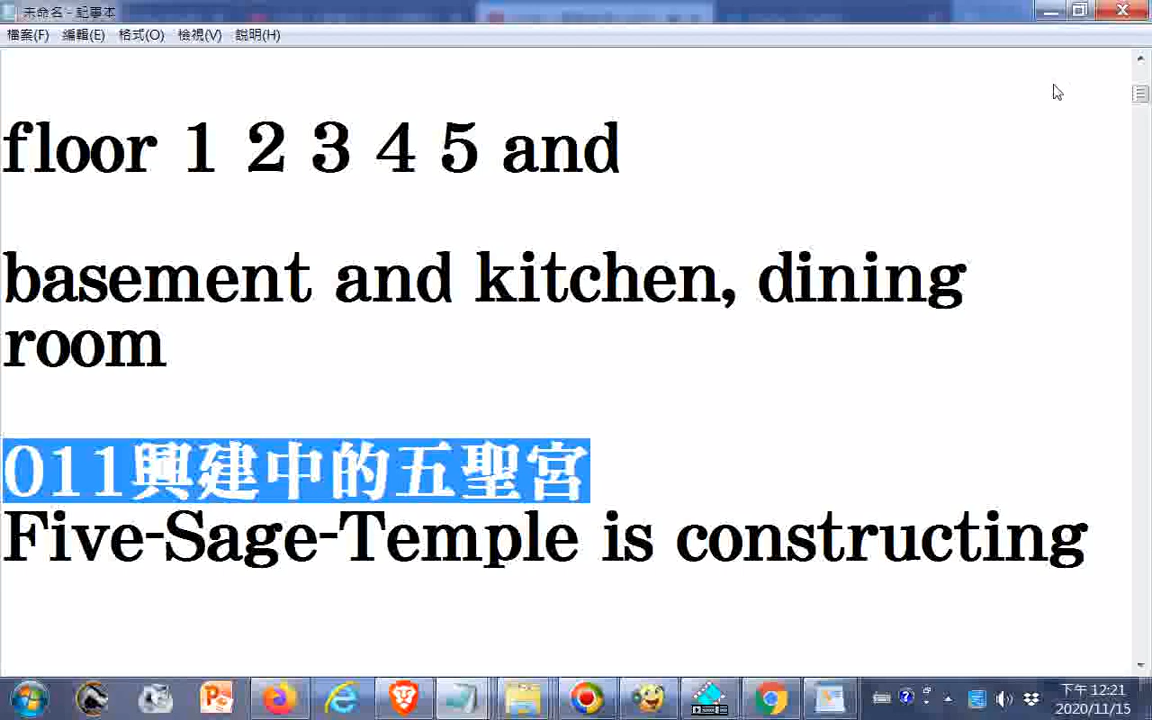 未命名 - 記事本
檔案(F) 編輯(E) 格式(O) 檢視(V) 說明(H)
floor 1 2 3 4 5 and
basement and kitchen, dining
room
011興建中的五聖宮
Five-Sage-Temple is constructing
下午 12:21
2020/11/15